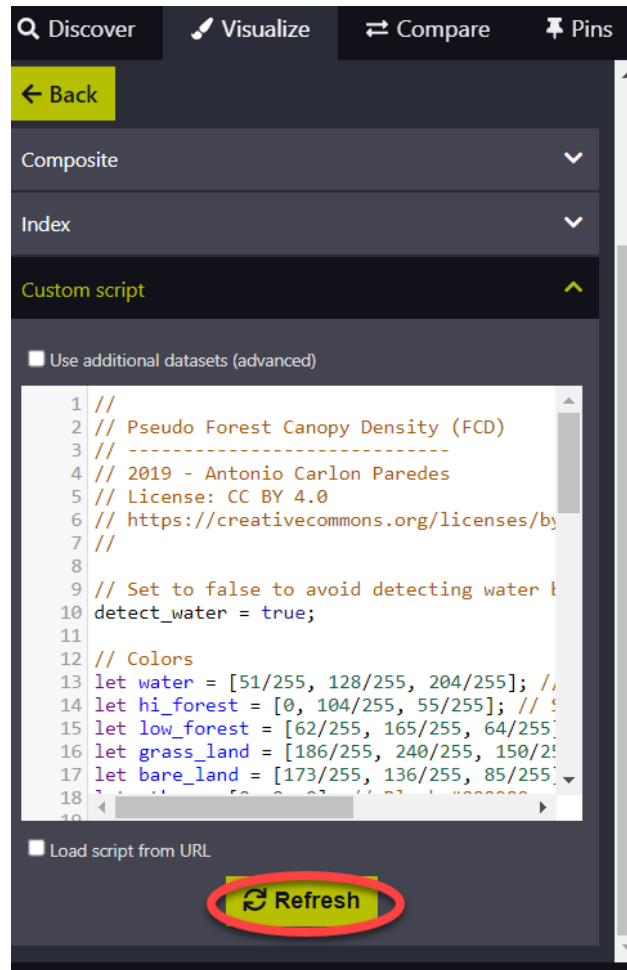 Discover Visualize Compare Pins
Back
Composite
Index
Custom script
Use additional datasets (advanced)
1 //
2 // Pseudo Forest Canopy Density (FCD)
3 // ------------------------------
4 // 2019 - Antonio Carlon Paredes
5 // License: CC BY 4.0
6 // https://creativecommons.org/licenses/by
7 //
8
9 // Set to false to avoid detecting water
10 detect_water = true;
11
12 // Colors
13 let water = [51/255, 128/255, 204/255]; //
14 let hi_forest = [0, 104/255, 55/255]; //
15 let low_forest = [62/255, 165/255, 64/255]
16 let grass_land = [186/255, 240/255, 150/25
17 let bare_land = [173/255, 136/255, 85/255]
18
19
Load script from URL
Refresh